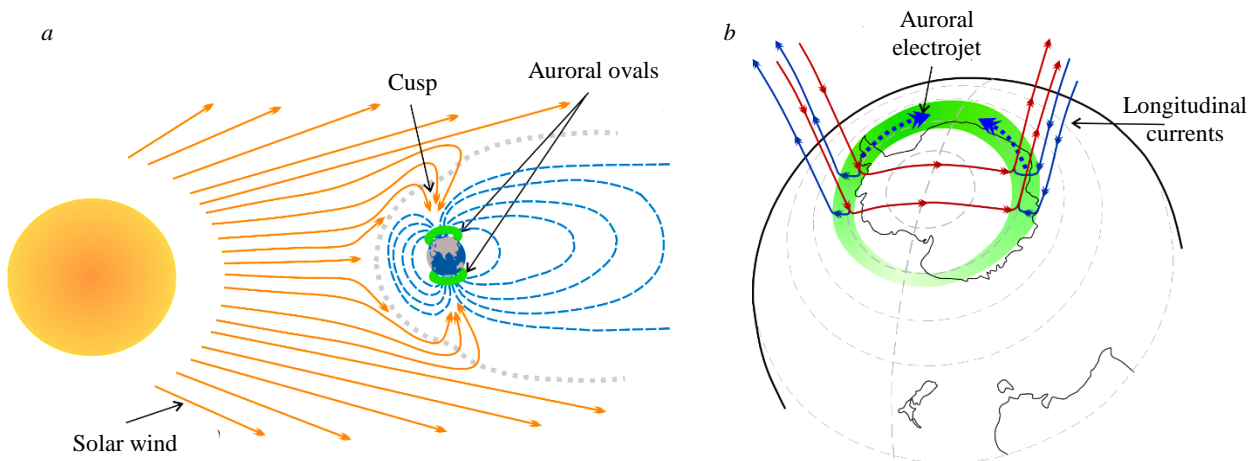 a
Cusp
Auroral ovals
Solar wind
b
Auroral
electrojet
Longitudinal
currents